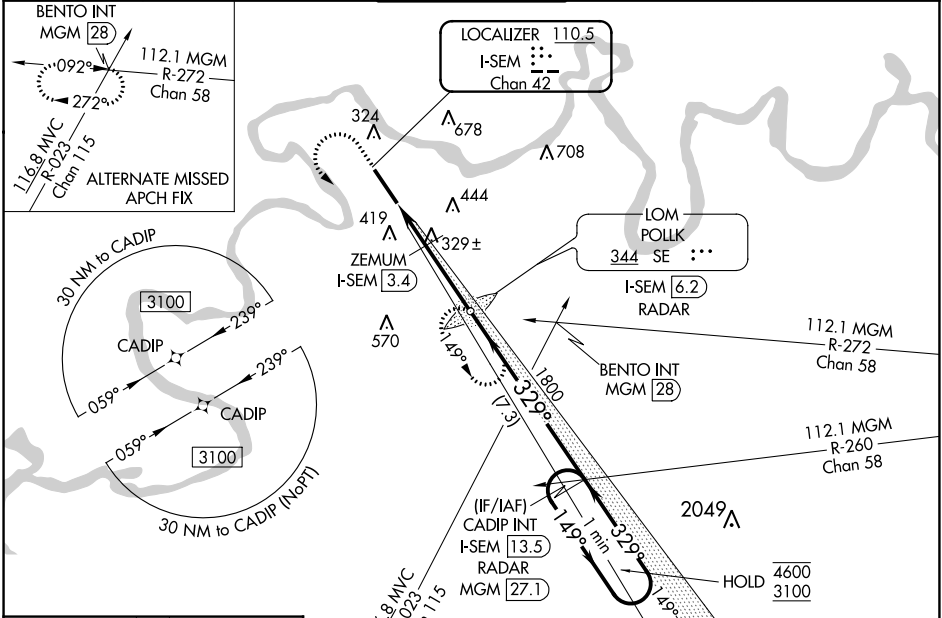 BENTO INT
MGM 28
112.1 MGM
R-272
Chan 58
092°
272°
116.8 MVC
R-023
Chan 115
ALTERNATE MISSED
APCH FIX
LOCALIZER 110.5
I-SEM
Chan 42
324
678
708
444
419
329±
ZEMUM
I-SEM 3.4
LOM
POLLK
344 SE
I-SEM 6.2
RADAR
570
149°
30 NM to CADIP
3100
239°
CADIP
059°
239°
CADIP
059°
3100
30 NM to CADIP (NoPT)
112.1 MGM
R-272
Chan 58
BENTO INT
MGM 28
1800
329°
(7.3)
112.1 MGM
R-260
Chan 58
(IF/IAF)
CADIP INT
I-SEM 13.5
RADAR
MGM 27.1
149°
1 min
329°
2049
HOLD 4600
3100
149°
.8 MVC
023
115